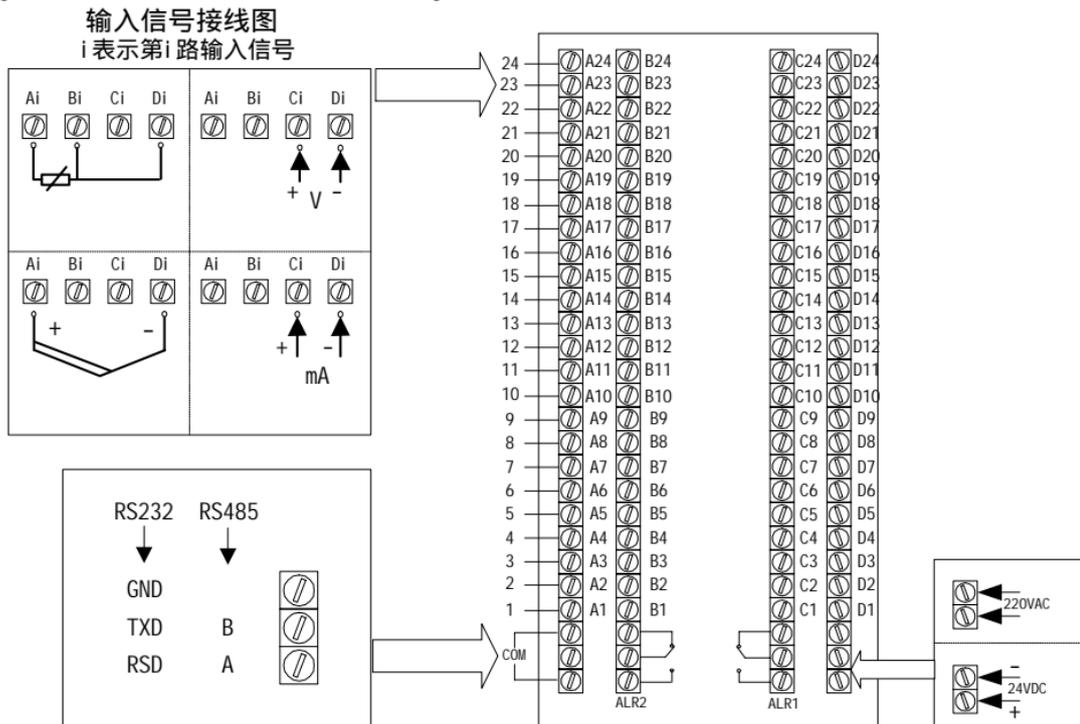 输入信号接线图
i 表示第i 路输入信号
Ai Bi Ci Di Ai Bi Ci Di
+ V -
Ai Bi Ci Di Ai Bi Ci Di
+ - + -
mA
RS232 RS485
GND
TXD B
RSD A
24 A24 B24 C24 D24
23 A23 B23 C23 D23
22 A22 B22 C22 D22
21 A21 B21 C21 D21
20 A20 B20 C20 D20
19 A19 B19 C19 D19
18 A18 B18 C18 D18
17 A17 B17 C17 D17
16 A16 B16 C16 D16
15 A15 B15 C15 D15
14 A14 B14 C14 D14
13 A13 B13 C13 D13
12 A12 B12 C12 D12
11 A11 B11 C11 D11
10 A10 B10 C10 D10
9 A9 B9 C9 D9
8 A8 B8 C8 D8
7 A7 B7 C7 D7
6 A6 B6 C6 D6
5 A5 B5 C5 D5
4 A4 B4 C4 D4
3 A3 B3 C3 D3
2 A2 B2 C2 D2
1 A1 B1 C1 D1
COM
ALR2 ALR1
220VAC
-
24VDC
+